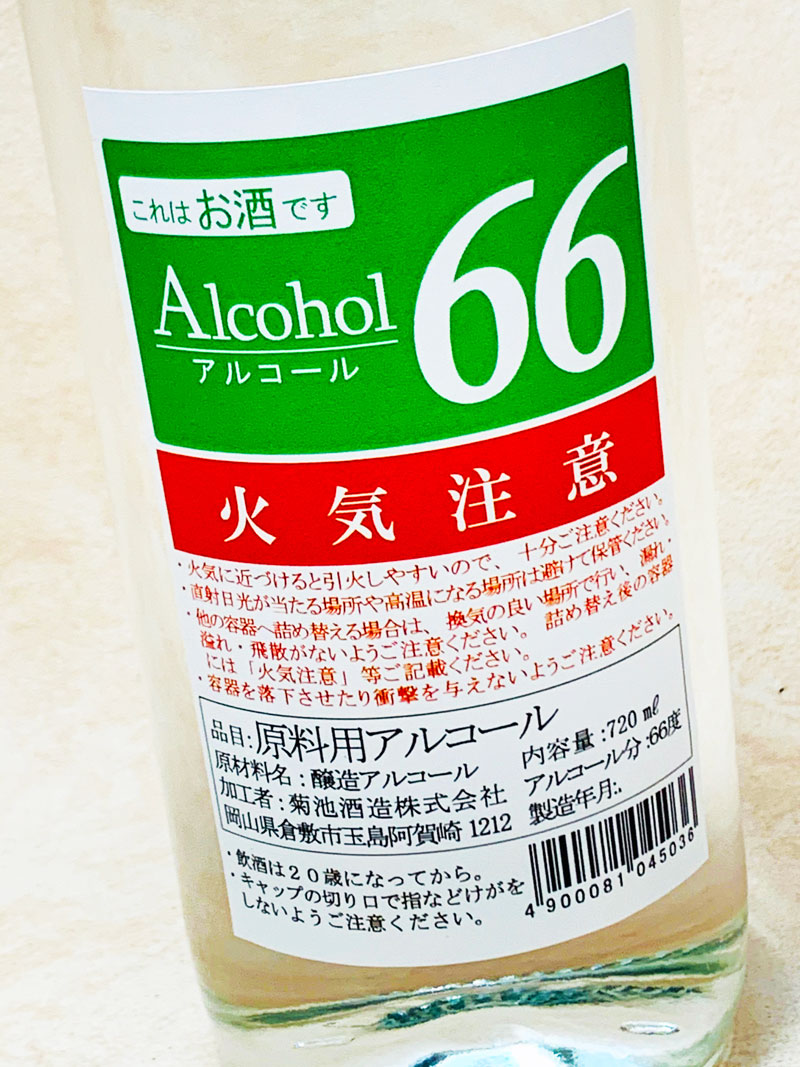 これはお酒です
Alcohol 66
アルコール
火気注意
・火気に近づけると引火しやすいので、十分ご注意ください。
・直射日光が当たる場所や高温になる場所は避けて保管ください。
・他の容器へ詰め替える場合は、換気の良い場所で行い、漏れ・
溢れ・飛散がないようご注意ください。詰め替え後の容器
には「火気注意」等ご記載ください。
・容器を落下させたり衝撃を与えないようご注意ください。
品目:原料用アルコール
内容量:720㎖
原材料名:醸造アルコール
アルコール分:66度
加工者:菊池酒造株式会社
製造年月:.
岡山県倉敷市玉島阿賀崎 1212
・飲酒は20歳になってから。
・キャップの切り口で指などけがを
しないようご注意ください。
4 900081 045036